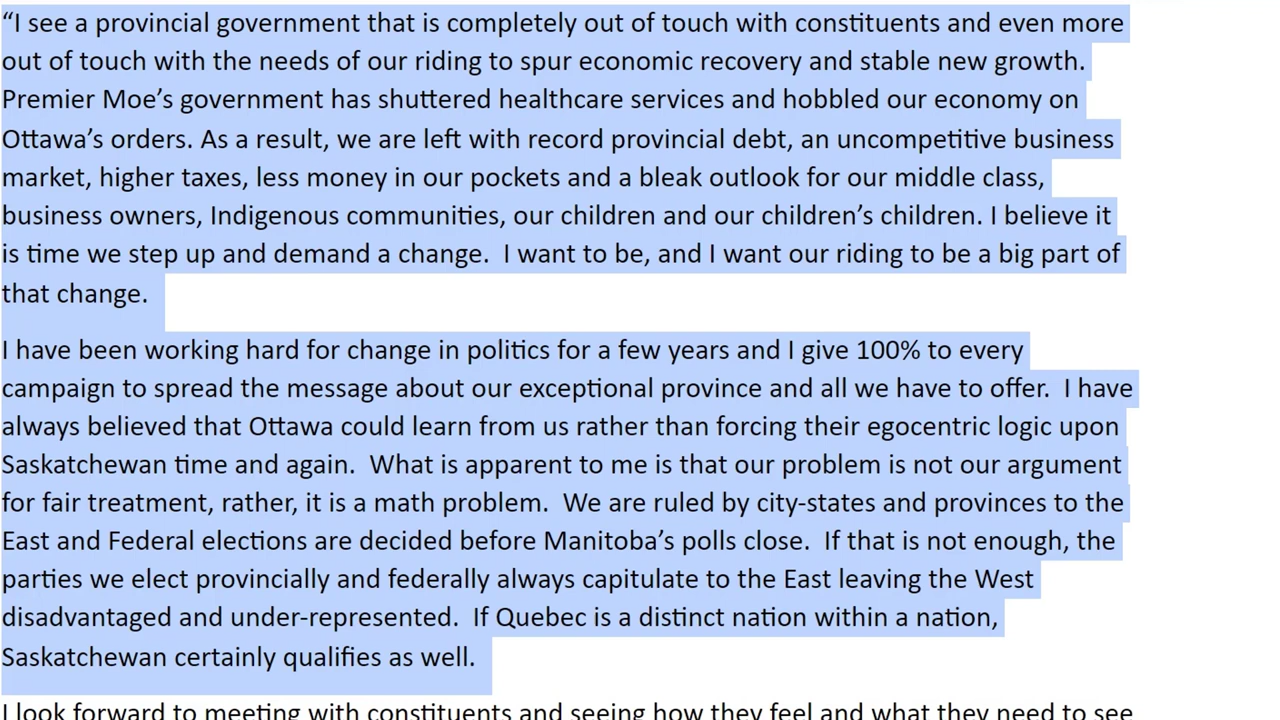 “I see a provincial government that is completely out of touch with constituents and even more
out of touch with the needs of our riding to spur economic recovery and stable new growth.
Premier Moe’s government has shuttered healthcare services and hobbled our economy on
Ottawa’s orders. As a result, we are left with record provincial debt, an uncompetitive business
market, higher taxes, less money in our pockets and a bleak outlook for our middle class,
business owners, Indigenous communities, our children and our children’s children. I believe it
is time we step up and demand a change.  I want to be, and I want our riding to be a big part of
that change.
I have been working hard for change in politics for a few years and I give 100% to every
campaign to spread the message about our exceptional province and all we have to offer.  I have
always believed that Ottawa could learn from us rather than forcing their egocentric logic upon
Saskatchewan time and again.  What is apparent to me is that our problem is not our argument
for fair treatment, rather, it is a math problem.  We are ruled by city-states and provinces to the
East and Federal elections are decided before Manitoba’s polls close.  If that is not enough, the
parties we elect provincially and federally always capitulate to the East leaving the West
disadvantaged and under-represented.  If Quebec is a distinct nation within a nation,
Saskatchewan certainly qualifies as well.
I look forward to meeting with constituents and seeing how they feel and what they need to see